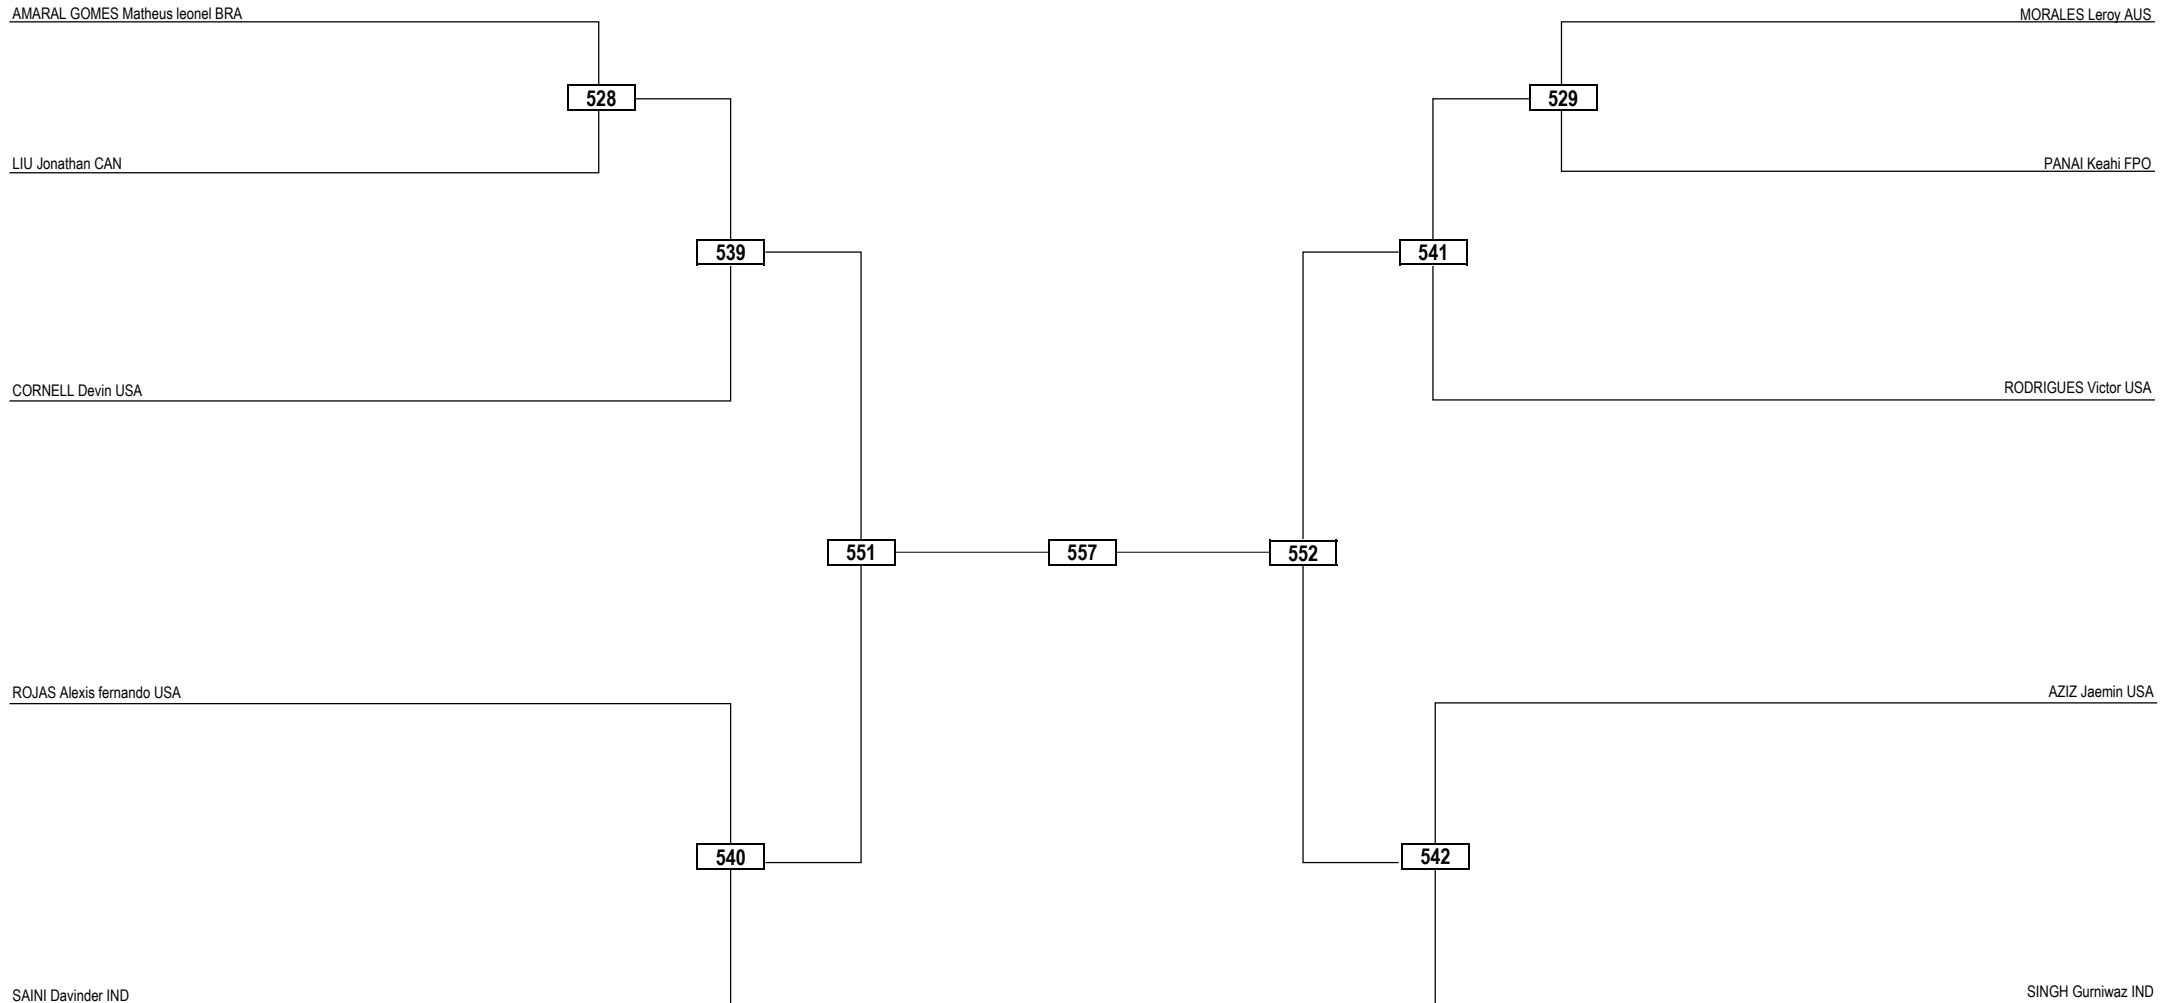 AMARAL GOMES Matheus leonel BRA
MORALES Leroy AUS
528
529
LIU Jonathan CAN
PANAI Keahi FPO
539
541
CORNELL Devin USA
RODRIGUES Victor USA
551
557
552
ROJAS Alexis fernando USA
AZIZ Jaemin USA
540
542
SAINI Davinder IND
SINGH Gurniwaz IND